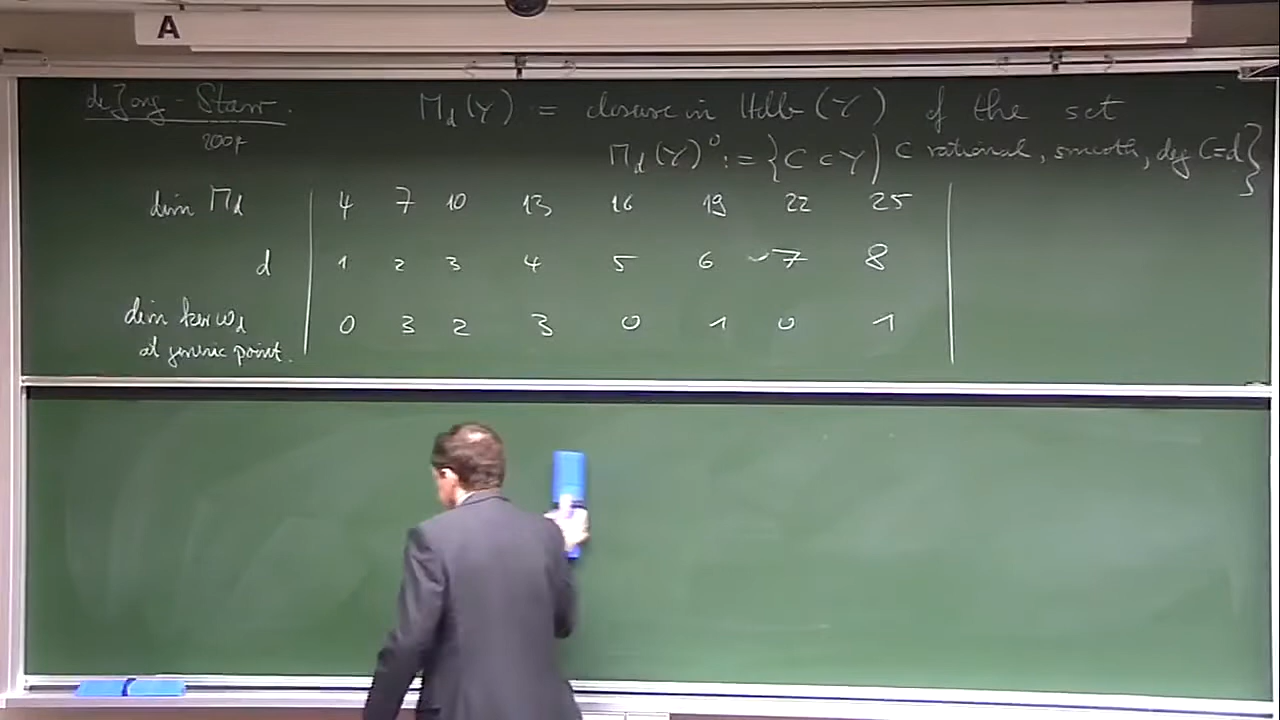 A
de Jong - Starr.
2004
M_d(Y) = closure in Hilb(Y) of the set
M_d(Y)⁰ := {C ⊂ Y | C rational, smooth, deg C = d}
dim M_d 4 7 10 13 16 19 22 25
d 1 2 3 4 5 6 7 8
dim ker ω_d 0 3 2 3 0 1 0 1
at generic point.